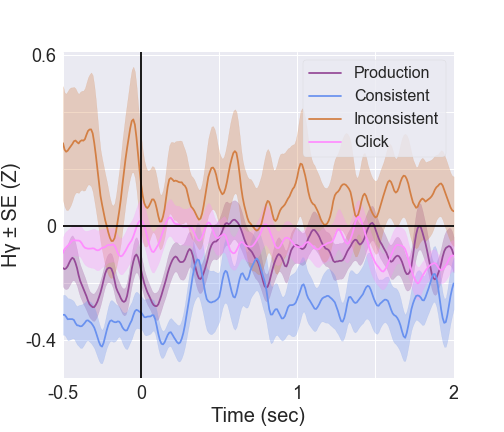 0.6
Production
Consistent
Inconsistent
Click
Hγ ± SE (Z)
0
-0.4
-0.5
0
1
2
Time (sec)